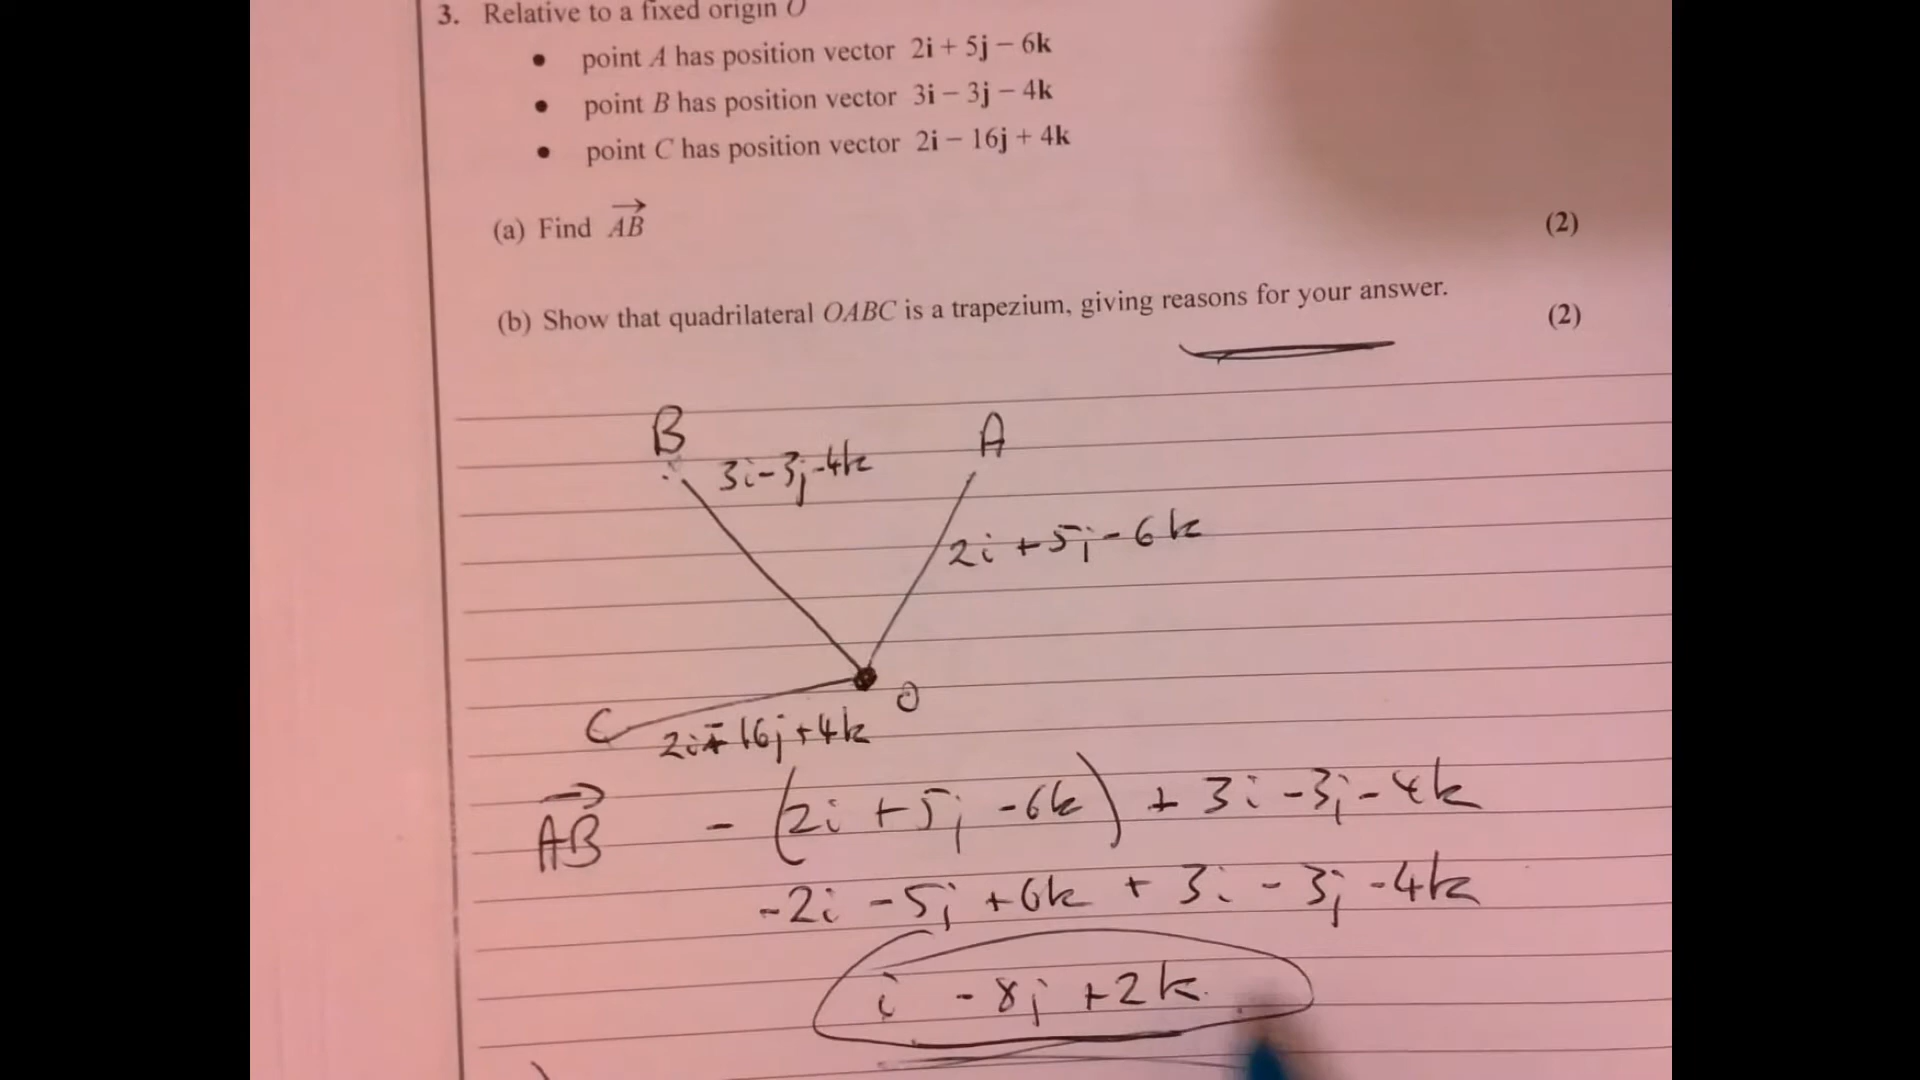 3. Relative to a fixed origin O
• point A has position vector 2i + 5j − 6k
• point B has position vector 3i − 3j − 4k
• point C has position vector 2i − 16j + 4k
(a) Find \overrightarrow{AB}
(2)
(b) Show that quadrilateral OABC is a trapezium, giving reasons for your answer.
(2)
B
A
3i-3j-4k
2i +5j-6k
O
C
2i-16j+4k
\overrightarrow{AB} -(2i +5j -6k) + 3i -3j-4k
-2i -5j +6k + 3i - 3j -4k
i -8j +2k